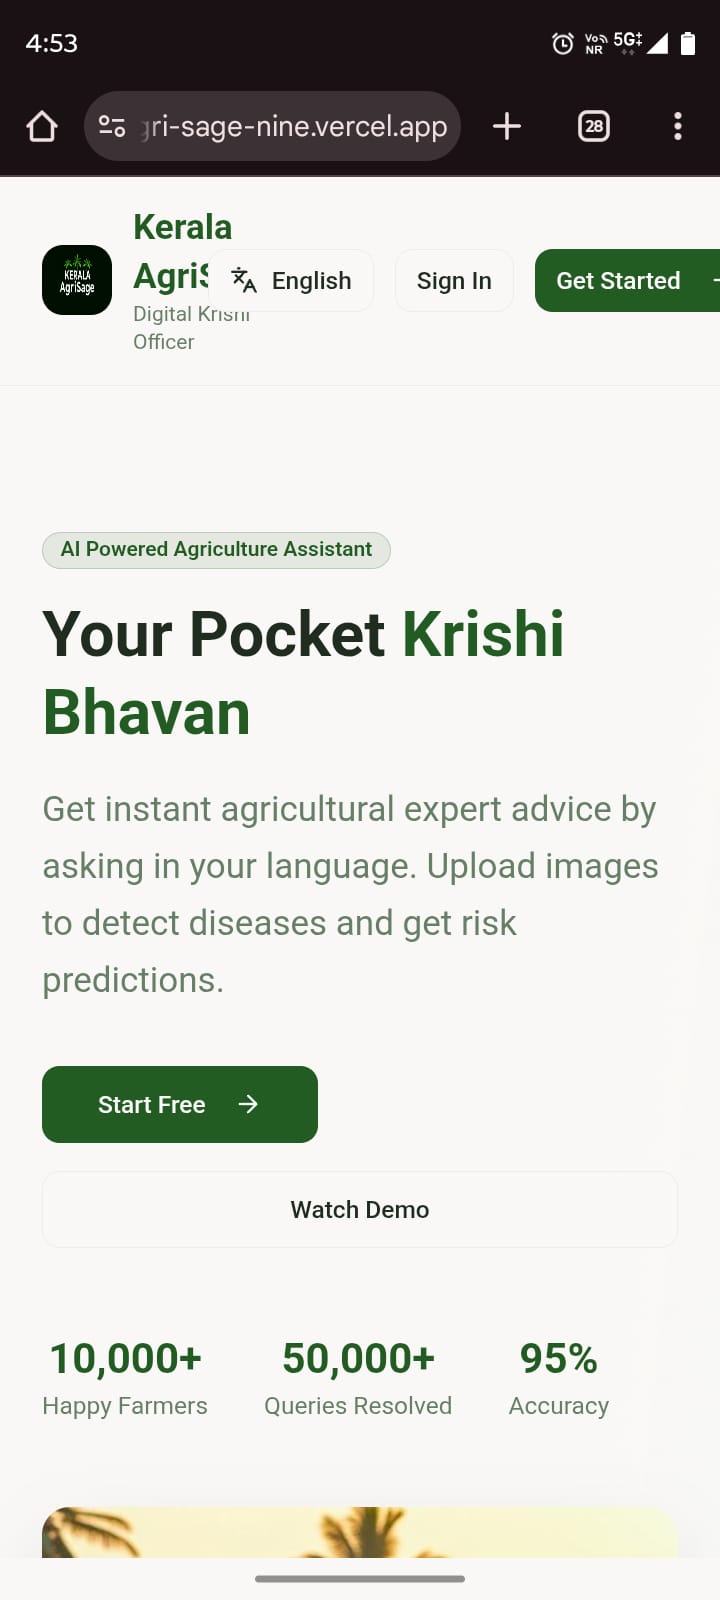 4:53
Vo NR 5G
gri-sage-nine.vercel.app
28
KERALA
AgriSage
Kerala
AgriS
Digital Krishi
Officer
English
Sign In
Get Started
AI Powered Agriculture Assistant
Your Pocket Krishi
Bhavan
Get instant agricultural expert advice by
asking in your language. Upload images
to detect diseases and get risk
predictions.
Start Free
Watch Demo
10,000+ 50,000+ 95%
Happy Farmers Queries Resolved Accuracy